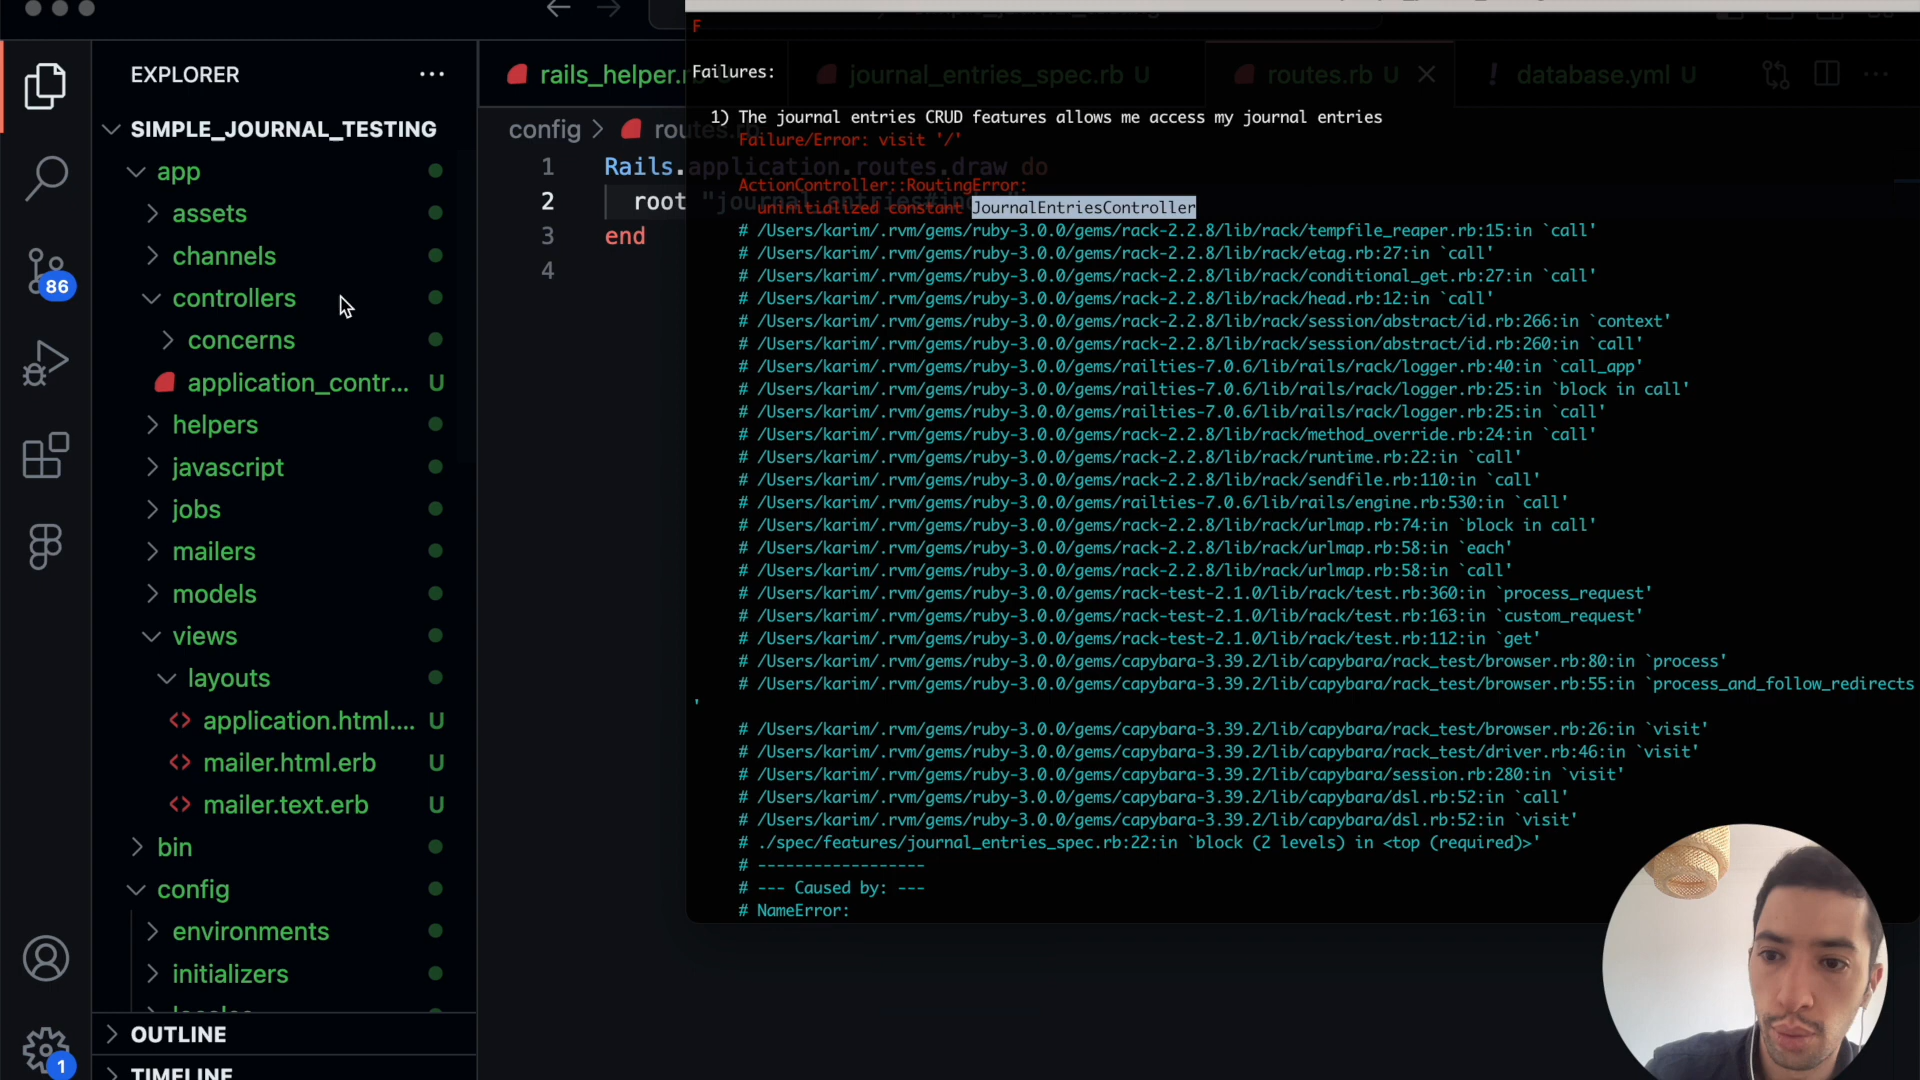 EXPLORER
SIMPLE_JOURNAL_TESTING
app
assets
channels
controllers
concerns
application_contr...
U
helpers
javascript
jobs
mailers
models
views
layouts
application.html....
U
mailer.html.erb
U
mailer.text.erb
U
bin
config
environments
initializers
OUTLINE
TIMELINE
86
1
rails_helper.r
journal_entries_spec.rb U
routes.rb U
! database.yml U
config > routes.rb
1 Rails.application.routes.draw do
2 root "journal_entries#in
3 end
4
F
Failures:
1) The journal entries CRUD features allows me access my journal entries
Failure/Error: visit '/'
ActionController::RoutingError:
uninitialized constant JournalEntriesController
# /Users/karim/.rvm/gems/ruby-3.0.0/gems/rack-2.2.8/lib/rack/tempfile_reaper.rb:15:in `call'
# /Users/karim/.rvm/gems/ruby-3.0.0/gems/rack-2.2.8/lib/rack/etag.rb:27:in `call'
# /Users/karim/.rvm/gems/ruby-3.0.0/gems/rack-2.2.8/lib/rack/conditional_get.rb:27:in `call'
# /Users/karim/.rvm/gems/ruby-3.0.0/gems/rack-2.2.8/lib/rack/head.rb:12:in `call'
# /Users/karim/.rvm/gems/ruby-3.0.0/gems/rack-2.2.8/lib/rack/session/abstract/id.rb:266:in `context'
# /Users/karim/.rvm/gems/ruby-3.0.0/gems/rack-2.2.8/lib/rack/session/abstract/id.rb:260:in `call'
# /Users/karim/.rvm/gems/ruby-3.0.0/gems/railties-7.0.6/lib/rails/rack/logger.rb:40:in `call_app'
# /Users/karim/.rvm/gems/ruby-3.0.0/gems/railties-7.0.6/lib/rails/rack/logger.rb:25:in `block in call'
# /Users/karim/.rvm/gems/ruby-3.0.0/gems/railties-7.0.6/lib/rails/rack/logger.rb:25:in `call'
# /Users/karim/.rvm/gems/ruby-3.0.0/gems/rack-2.2.8/lib/rack/method_override.rb:24:in `call'
# /Users/karim/.rvm/gems/ruby-3.0.0/gems/rack-2.2.8/lib/rack/runtime.rb:22:in `call'
# /Users/karim/.rvm/gems/ruby-3.0.0/gems/rack-2.2.8/lib/rack/sendfile.rb:110:in `call'
# /Users/karim/.rvm/gems/ruby-3.0.0/gems/railties-7.0.6/lib/rails/engine.rb:530:in `call'
# /Users/karim/.rvm/gems/ruby-3.0.0/gems/rack-2.2.8/lib/rack/urlmap.rb:74:in `block in call'
# /Users/karim/.rvm/gems/ruby-3.0.0/gems/rack-2.2.8/lib/rack/urlmap.rb:58:in `each'
# /Users/karim/.rvm/gems/ruby-3.0.0/gems/rack-2.2.8/lib/rack/urlmap.rb:58:in `call'
# /Users/karim/.rvm/gems/ruby-3.0.0/gems/rack-test-2.1.0/lib/rack/test.rb:360:in `process_request'
# /Users/karim/.rvm/gems/ruby-3.0.0/gems/rack-test-2.1.0/lib/rack/test.rb:163:in `custom_request'
# /Users/karim/.rvm/gems/ruby-3.0.0/gems/rack-test-2.1.0/lib/rack/test.rb:112:in `get'
# /Users/karim/.rvm/gems/ruby-3.0.0/gems/capybara-3.39.2/lib/capybara/rack_test/browser.rb:80:in `process'
# /Users/karim/.rvm/gems/ruby-3.0.0/gems/capybara-3.39.2/lib/capybara/rack_test/browser.rb:55:in `process_and_follow_redirects
'
# /Users/karim/.rvm/gems/ruby-3.0.0/gems/capybara-3.39.2/lib/capybara/rack_test/browser.rb:26:in `visit'
# /Users/karim/.rvm/gems/ruby-3.0.0/gems/capybara-3.39.2/lib/capybara/rack_test/driver.rb:46:in `visit'
# /Users/karim/.rvm/gems/ruby-3.0.0/gems/capybara-3.39.2/lib/capybara/session.rb:280:in `visit'
# /Users/karim/.rvm/gems/ruby-3.0.0/gems/capybara-3.39.2/lib/capybara/dsl.rb:52:in `call'
# /Users/karim/.rvm/gems/ruby-3.0.0/gems/capybara-3.39.2/lib/capybara/dsl.rb:52:in `visit'
# ./spec/features/journal_entries_spec.rb:22:in `block (2 levels) in <top (required)>'
# ------------------
# --- Caused by: ---
# NameError: